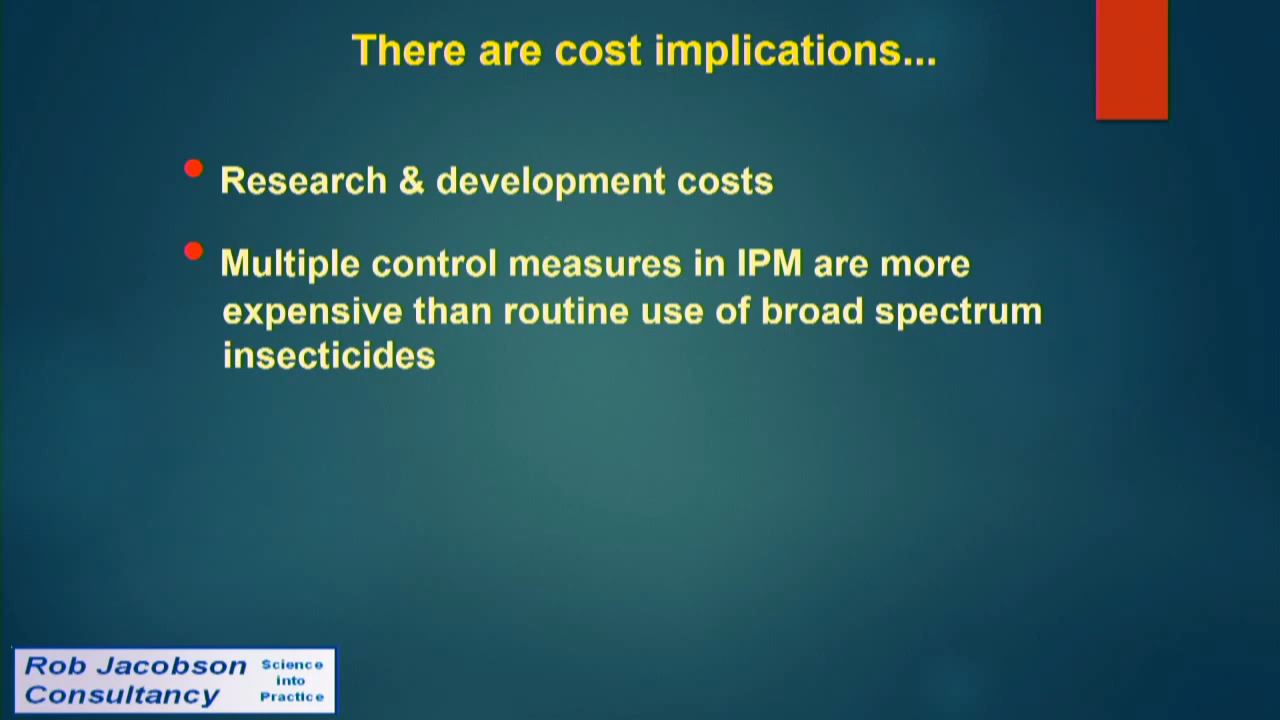 There are cost implications...
• Research & development costs
• Multiple control measures in IPM are more
expensive than routine use of broad spectrum
insecticides
Rob Jacobson
Consultancy
Science
into
Practice